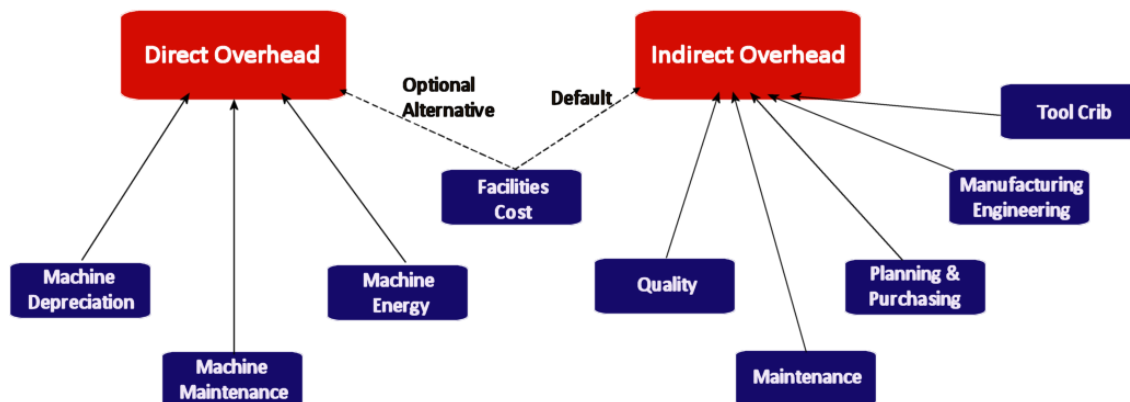 Direct Overhead
Indirect Overhead
Optional
Alternative
Default
Tool Crib
Facilities
Cost
Manufacturing
Engineering
Machine
Depreciation
Machine
Energy
Quality
Planning &
Purchasing
Machine
Maintenance
Maintenance